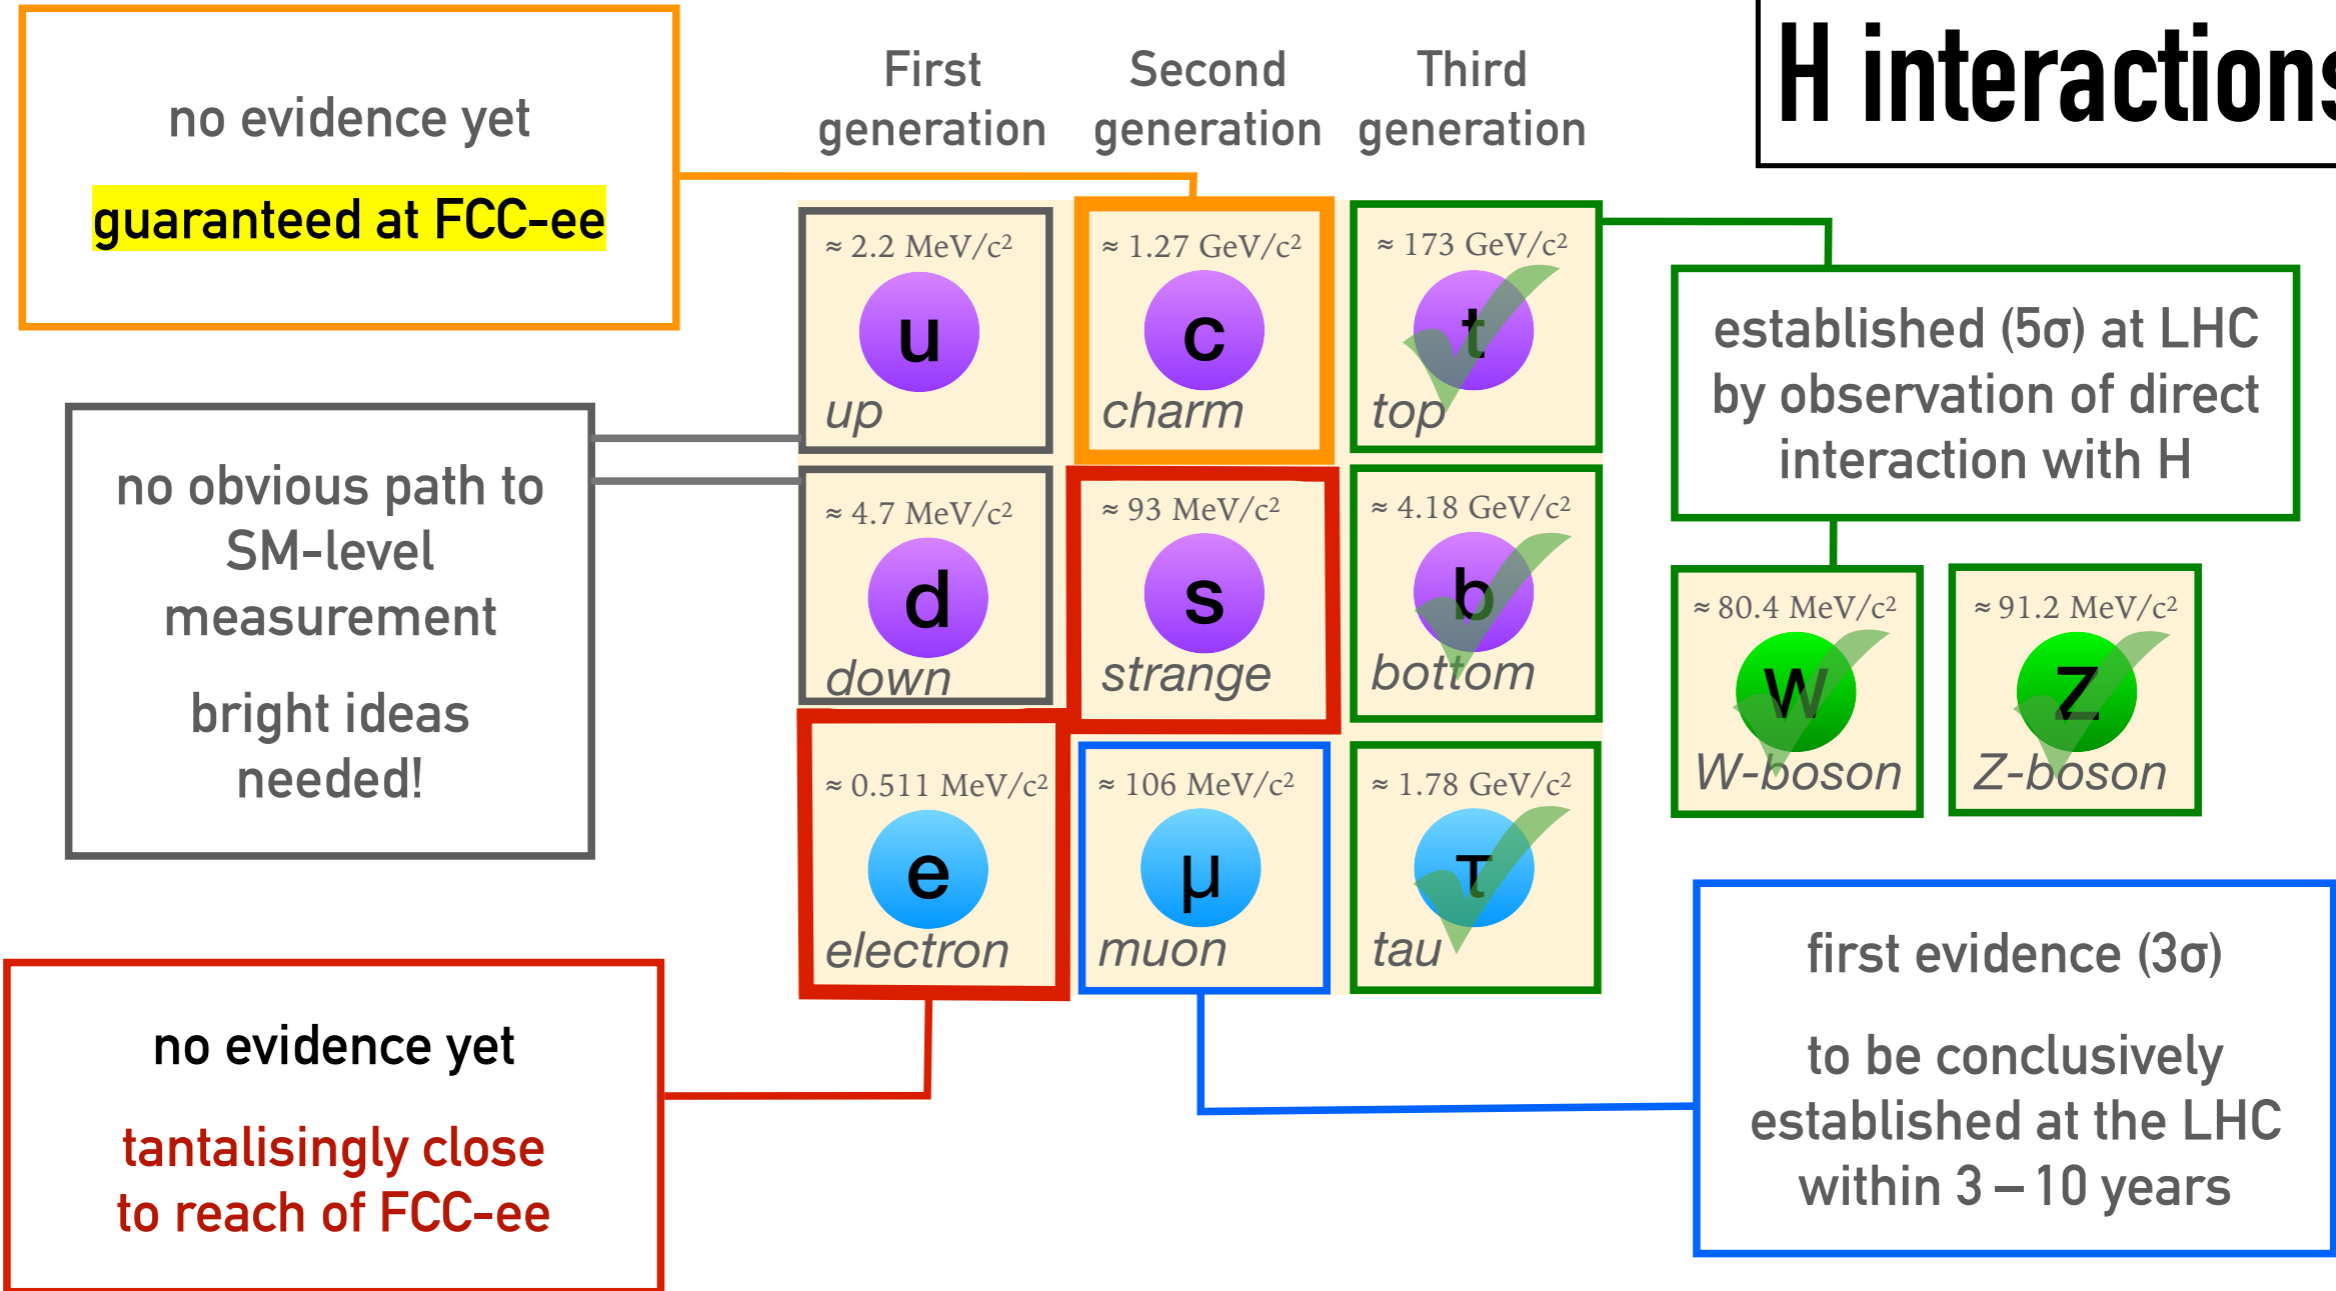 H interactions
no evidence yet
guaranteed at FCC-ee
First
generation
Second
generation
Third
generation
≈ 2.2 MeV/c²
u
up
≈ 1.27 GeV/c²
c
charm
≈ 173 GeV/c²
t
top
established (5σ) at LHC
by observation of direct
interaction with H
no obvious path to
SM-level
measurement
bright ideas
needed!
≈ 4.7 MeV/c²
d
down
≈ 93 MeV/c²
s
strange
≈ 4.18 GeV/c²
b
bottom
≈ 80.4 MeV/c²
W
W-boson
≈ 91.2 MeV/c²
Z
Z-boson
≈ 0.511 MeV/c²
e
electron
≈ 106 MeV/c²
μ
muon
≈ 1.78 GeV/c²
τ
tau
no evidence yet
tantalisingly close
to reach of FCC-ee
first evidence (3σ)
to be conclusively
established at the LHC
within 3 – 10 years